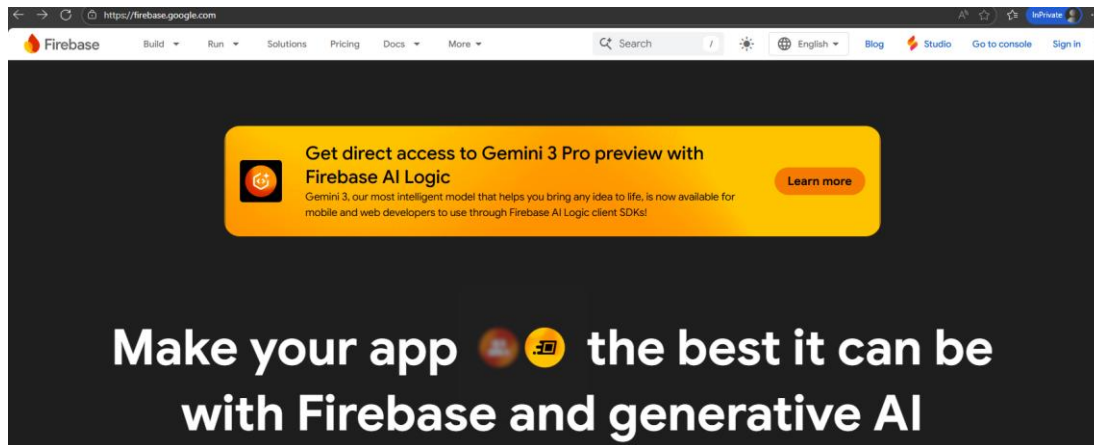 https://firebase.google.com
InPrivate
Firebase Build Run Solutions Pricing Docs More Search / English Blog Studio Go to console Sign in
Get direct access to Gemini 3 Pro preview with
Firebase AI Logic
Gemini 3, our most intelligent model that helps you bring any idea to life, is now available for
mobile and web developers to use through Firebase AI Logic client SDKs!
Learn more
Make your app the best it can be
with Firebase and generative AI